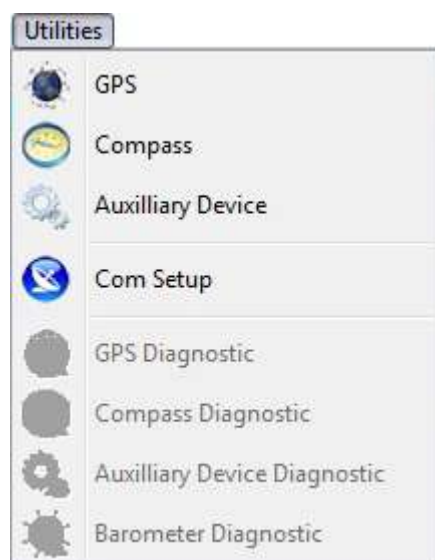 Utilities
GPS
Compass
Auxilliary Device
Com Setup
GPS Diagnostic
Compass Diagnostic
Auxilliary Device Diagnostic
Barometer Diagnostic